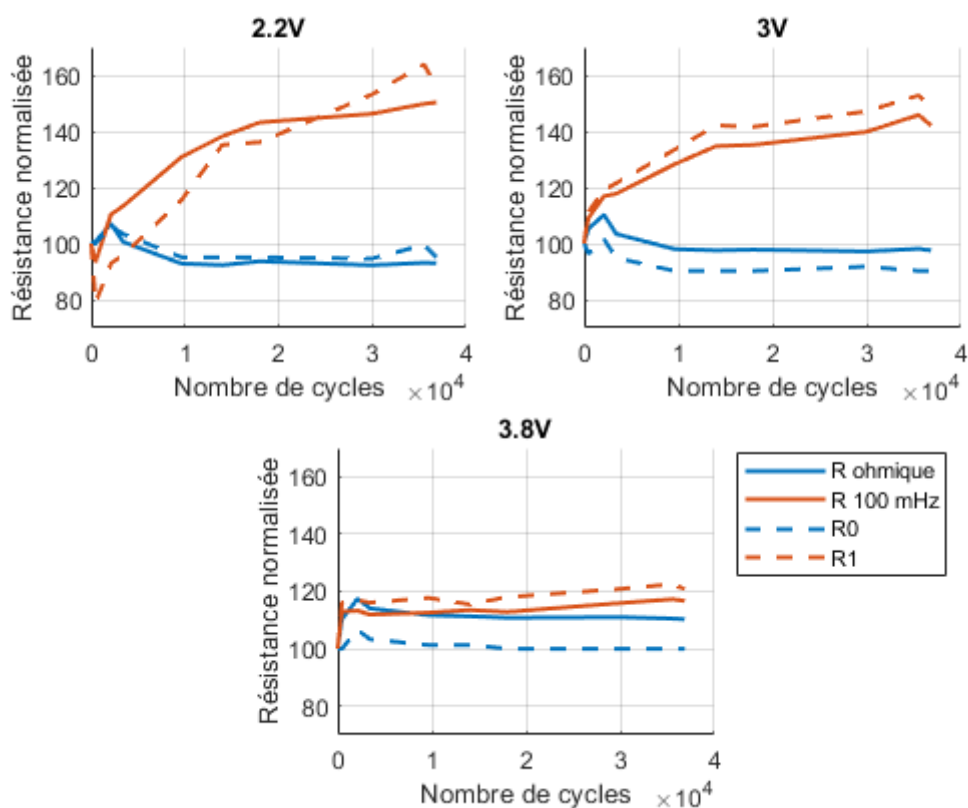 2.2V
Résistance normalisée
160
140
120
100
80
0
1
2
3
4
×10⁴
Nombre de cycles
3V
Résistance normalisée
160
140
120
100
80
0
1
2
3
4
×10⁴
Nombre de cycles
3.8V
Résistance normalisée
160
140
120
100
80
0
1
2
3
4
×10⁴
Nombre de cycles
R ohmique
R 100 mHz
R0
R1